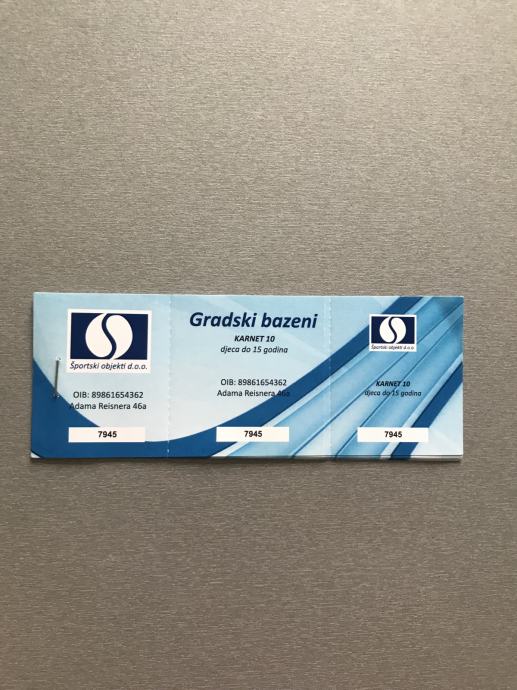 Športski objekti d.o.o.
OIB: 89861654362
Adama Reisnera 46a
7945
Gradski bazeni
KARNET 10
djeca do 15 godina
OIB: 89861654362
Adama Reisnera 46a
7945
Športski objekti d.o.o.
KARNET 10
djeca do 15 godina
7945